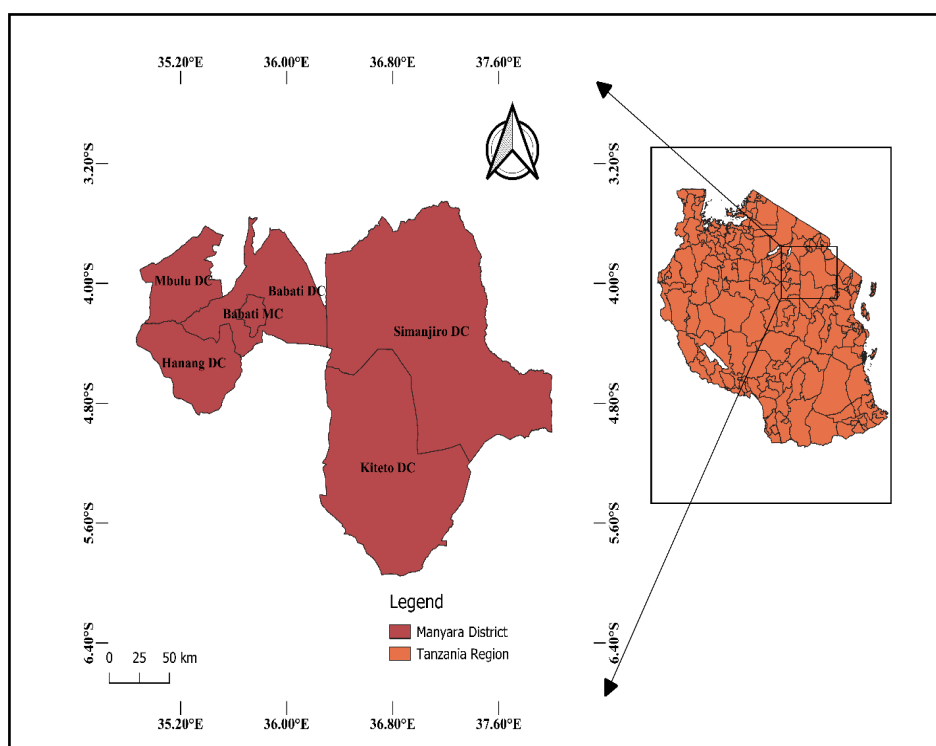 35.20°E 36.00°E 36.80°E 37.60°E
3.20°S 3.20°S
Mbulu DC
4.00°S 4.00°S
Babati DC
Babati MC
Simanjiro DC
Hanang DC
4.80°S 4.80°S
Kiteto DC
5.60°S 5.60°S
Legend
Manyara District
Tanzania Region
6.40°S 6.40°S
0 25 50 km
35.20°E 36.00°E 36.80°E 37.60°E